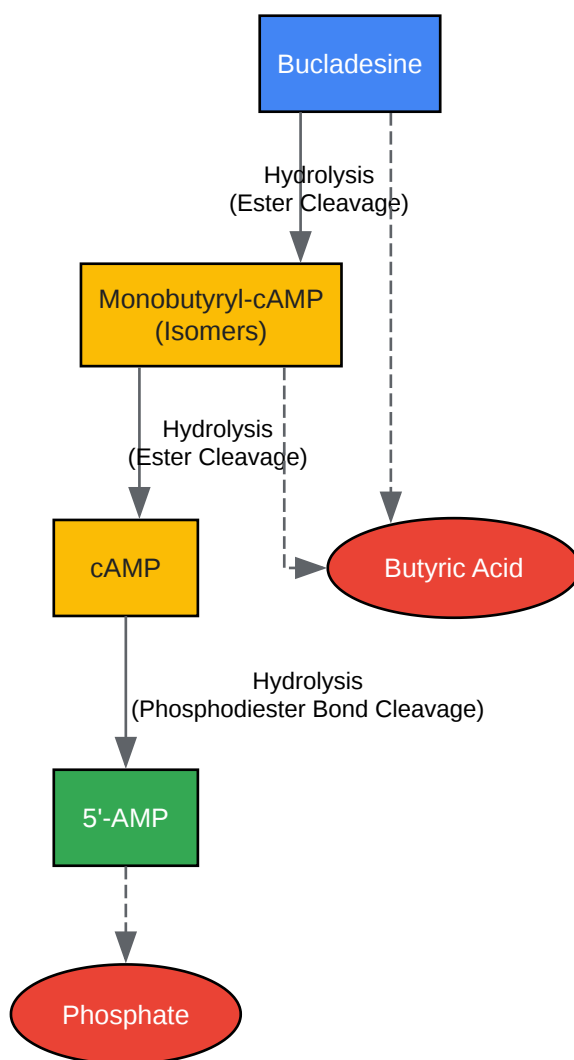 Bucladesine
Hydrolysis
(Ester Cleavage)
Monobutyryl-cAMP
(Isomers)
Hydrolysis
(Ester Cleavage)
cAMP
Butyric Acid
Hydrolysis
(Phosphodiester Bond Cleavage)
5'-AMP
Phosphate